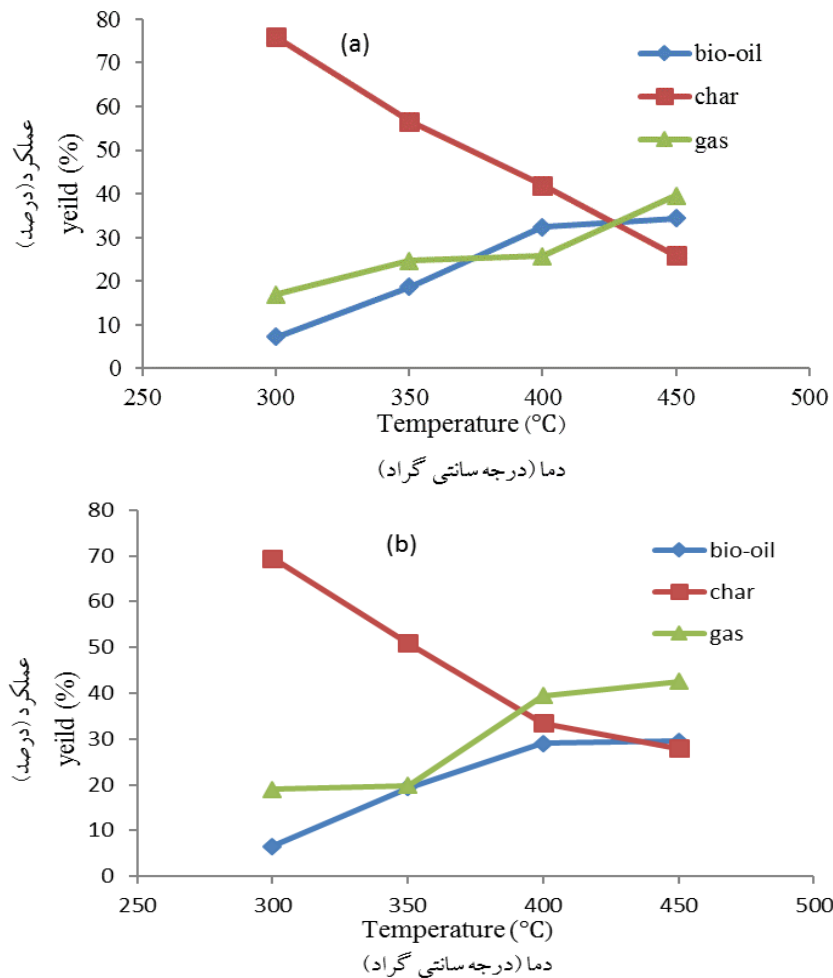 (a)
bio-oil
char
gas
80
70
60
50
40
30
20
10
0
عملکرد(درصد)
yeild (%)
250 300 350 400 450 500
Temperature (°C)
دما (درجه سانتی گراد)
(b)
bio-oil
char
gas
80
70
60
50
40
30
20
10
0
عملکرد (درصد)
yeild (%)
250 300 350 400 450 500
Temperature (°C)
دما (درجه سانتی گراد)